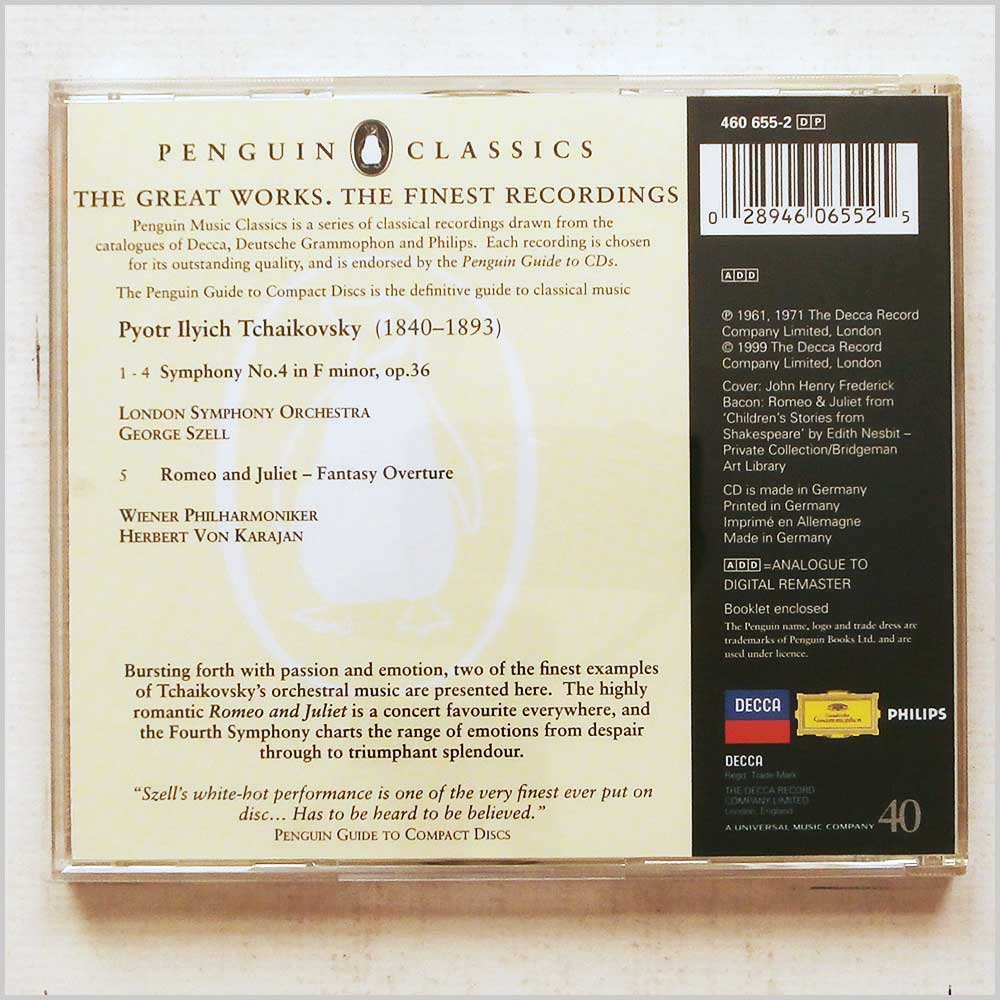 PENGUIN CLASSICS
THE GREAT WORKS. THE FINEST RECORDINGS
Penguin Music Classics is a series of classical recordings drawn from the
catalogues of Decca, Deutsche Grammophon and Philips. Each recording is chosen
for its outstanding quality, and is endorsed by the Penguin Guide to CDs.
The Penguin Guide to Compact Discs is the definitive guide to classical music
Pyotr Ilyich Tchaikovsky (1840–1893)
1 - 4 Symphony No.4 in F minor, op.36
LONDON SYMPHONY ORCHESTRA
GEORGE SZELL
5 Romeo and Juliet – Fantasy Overture
WIENER PHILHARMONIKER
HERBERT VON KARAJAN
Bursting forth with passion and emotion, two of the finest examples
of Tchaikovsky's orchestral music are presented here. The highly
romantic Romeo and Juliet is a concert favourite everywhere, and
the Fourth Symphony charts the range of emotions from despair
through to triumphant splendour.
“Szell's white-hot performance is one of the very finest ever put on
disc... Has to be heard to be believed.”
PENGUIN GUIDE TO COMPACT DISCS
460 655-2 DP
0 28946 06552 5
ADD
℗ 1961, 1971 The Decca Record
Company Limited, London
© 1999 The Decca Record
Company Limited, London
Cover: John Henry Frederick
Bacon: Romeo & Juliet from
‘Children's Stories from
Shakespeare’ by Edith Nesbit –
Private Collection/Bridgeman
Art Library
CD is made in Germany
Printed in Germany
Imprimé en Allemagne
Made in Germany
ADD=ANALOGUE TO
DIGITAL REMASTER
Booklet enclosed
The Penguin name, logo and trade dress are
trademarks of Penguin Books Ltd. and are
used under licence.
DECCA
Deutsche Grammophon
PHILIPS
DECCA
Regd. Trade Mark
THE DECCA RECORD
COMPANY LIMITED
London, England
A UNIVERSAL MUSIC COMPANY 40